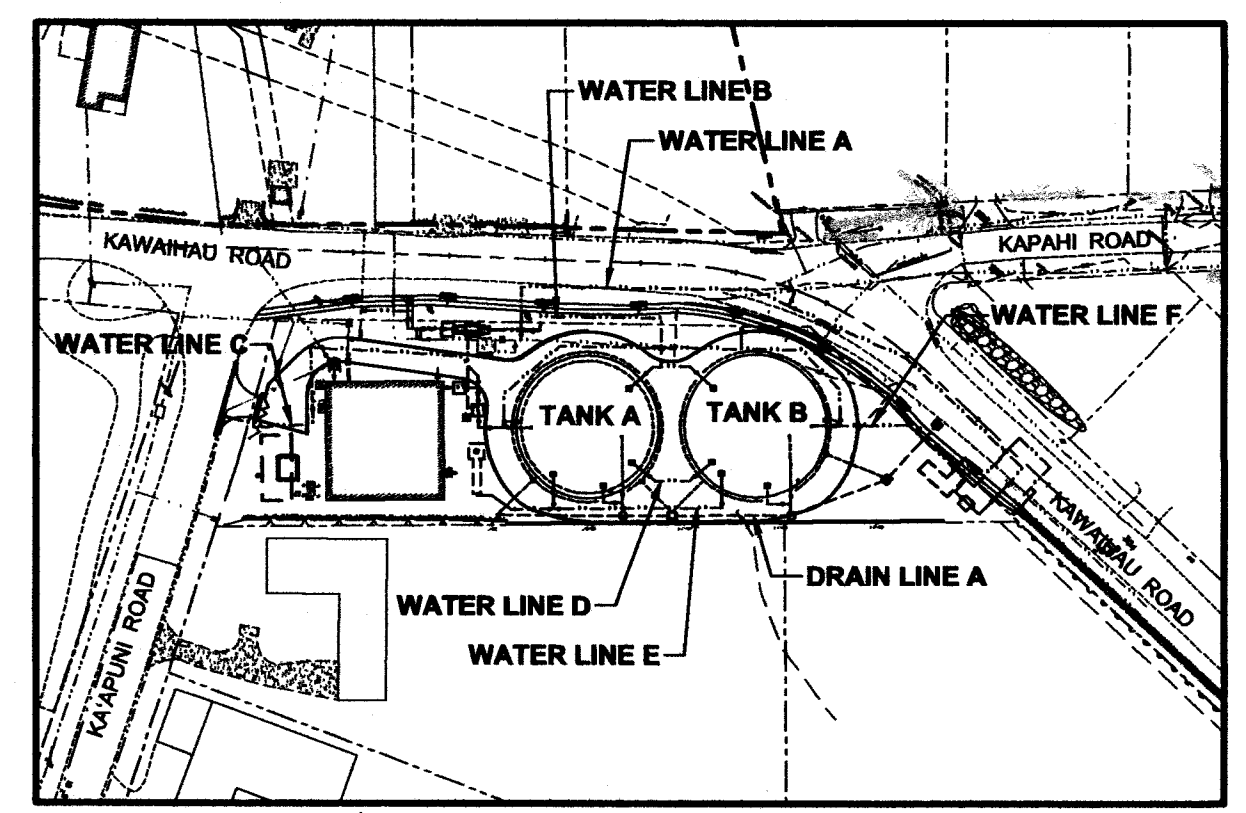 WATER LINE B
WATER LINE A
KAWAIHAU ROAD
KAPAHI ROAD
WATER LINE F
WATER LINE C
TANK A
TANK B
KAWAIHAU ROAD
DRAIN LINE A
WATER LINE D
WATER LINE E
KA'APUNI ROAD